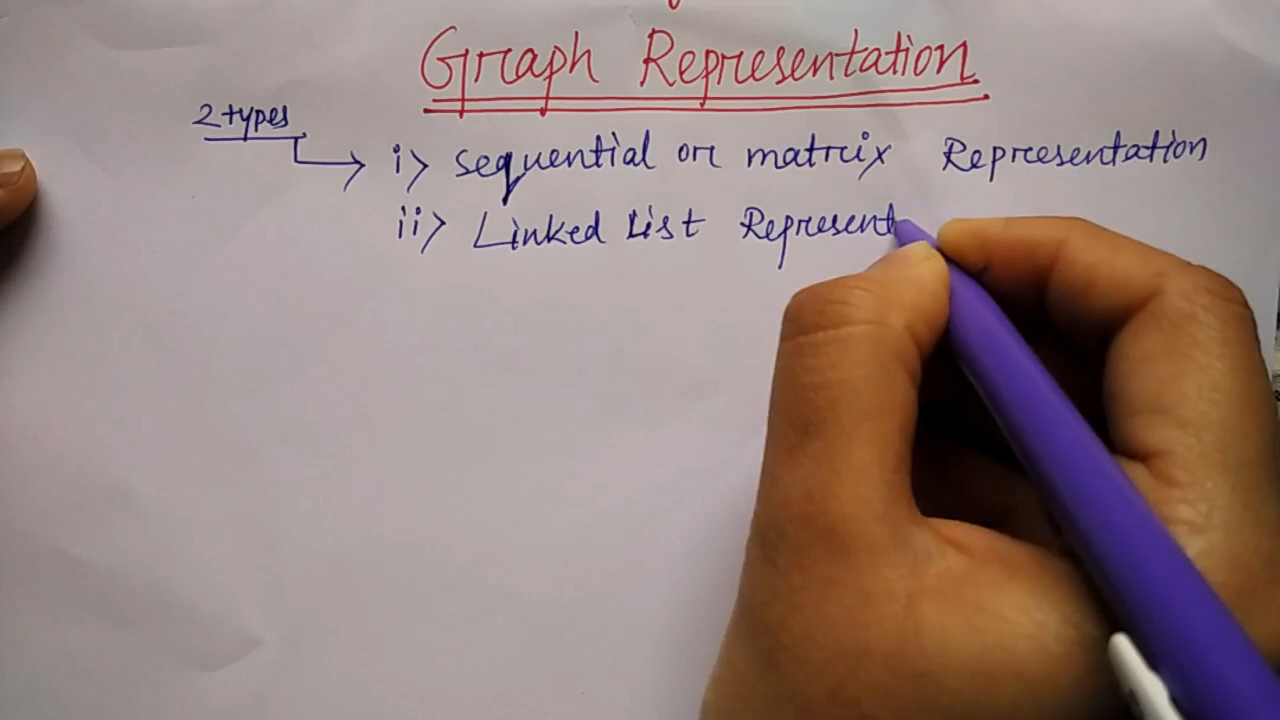 Graph Representation
2 types
i> sequential or matrix Representation
ii> Linked List Represent